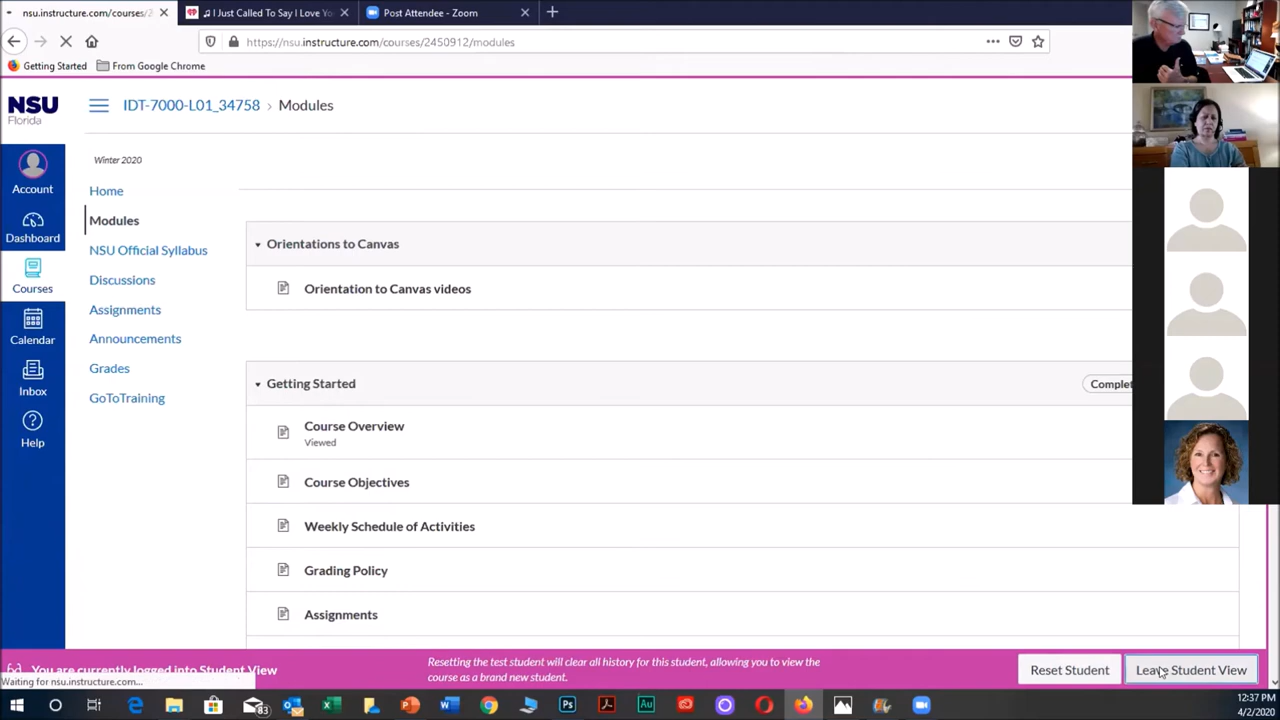 nsu.instructure.com/courses/2
♫ I Just Called To Say I Love Yo
Post Attendee - Zoom
https://nsu.instructure.com/courses/2450912/modules
Getting Started
From Google Chrome
NSU
Florida
IDT-7000-L01_34758 > Modules
Account
Dashboard
Courses
Calendar
Inbox
Help
Winter 2020
Home
Modules
NSU Official Syllabus
Discussions
Assignments
Announcements
Grades
GoToTraining
Orientations to Canvas
Orientation to Canvas videos
Getting Started
Complet
Course Overview
Viewed
Course Objectives
Weekly Schedule of Activities
Grading Policy
Assignments
You are currently logged into Student View
Resetting the test student will clear all history for this student, allowing you to view the
course as a brand new student.
Reset Student
Leave Student View
Waiting for nsu.instructure.com...
83
12:37 PM
4/2/2020